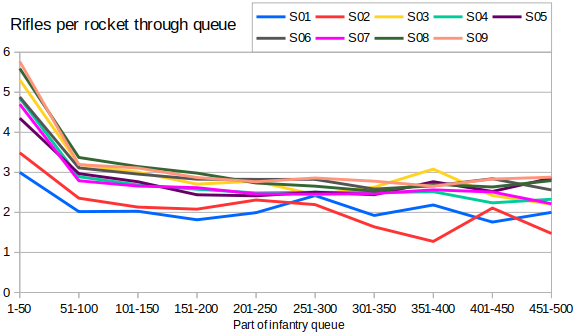 Rifles per rocket through queue
S01 S02 S03 S04 S05
S06 S07 S08 S09
6
5
4
3
2
1
0
1-50 51-100 101-150 151-200 201-250 251-300 301-350 351-400 401-450 451-500
Part of infantry queue